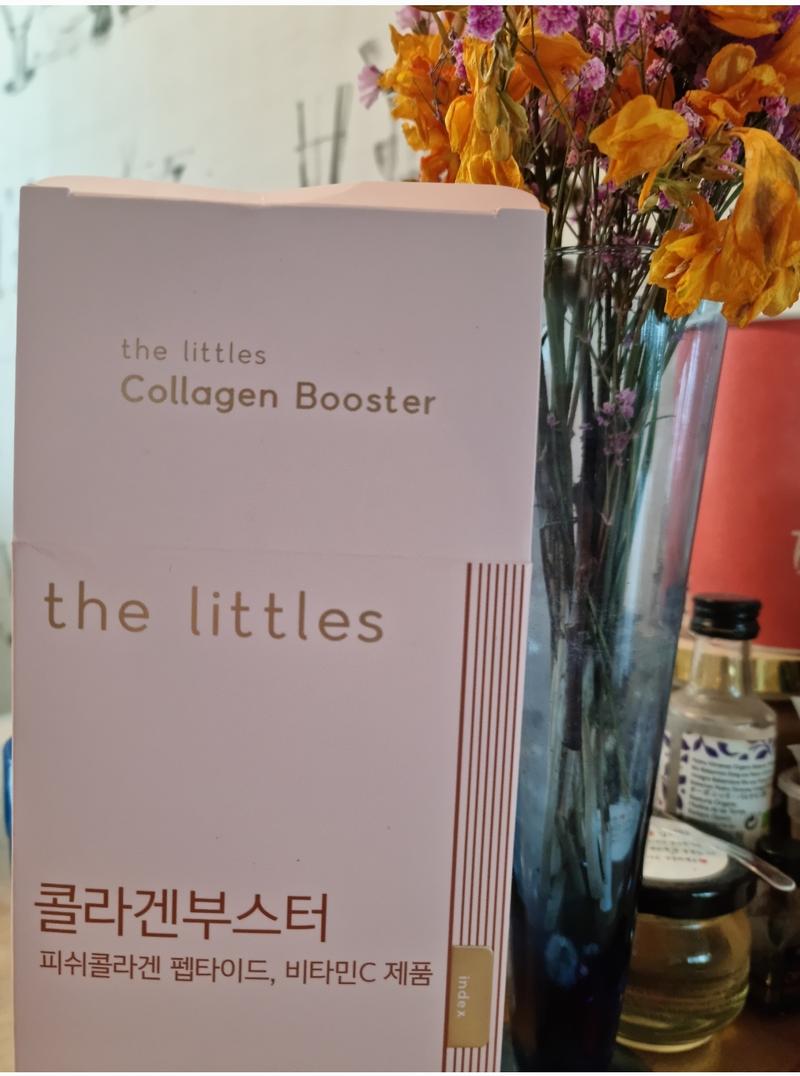 the littles
Collagen Booster
the littles
콜라겐부스터
피쉬콜라겐 펩타이드, 비타민C 제품
index